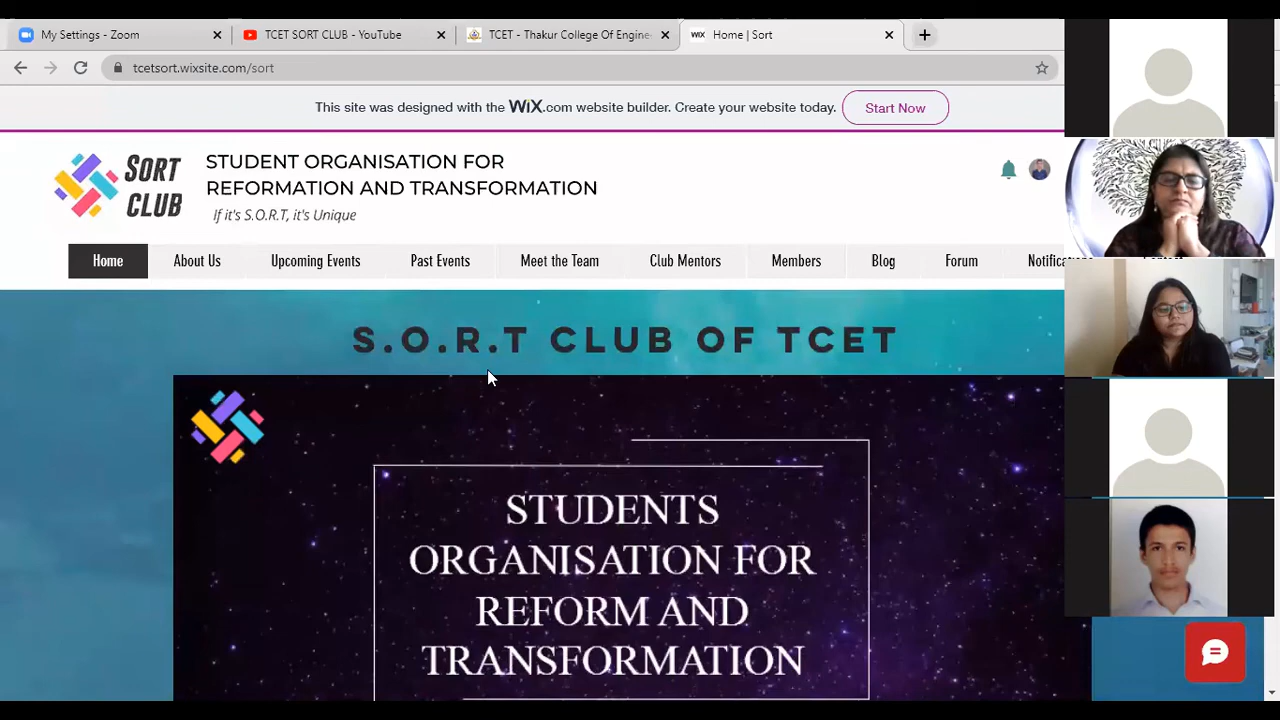 My Settings - Zoom
TCET SORT CLUB - YouTube
TCET - Thakur College Of Engine
WiX Home | Sort
tcetsort.wixsite.com/sort
This site was designed with the WiX.com website builder. Create your website today.
Start Now
SORT
CLUB
STUDENT ORGANISATION FOR
REFORMATION AND TRANSFORMATION
If it's S.O.R.T, it's Unique
Home
About Us
Upcoming Events
Past Events
Meet the Team
Club Mentors
Members
Blog
Forum
S.O.R.T CLUB OF TCET
STUDENTS
ORGANISATION FOR
REFORM AND
TRANSFORMATION